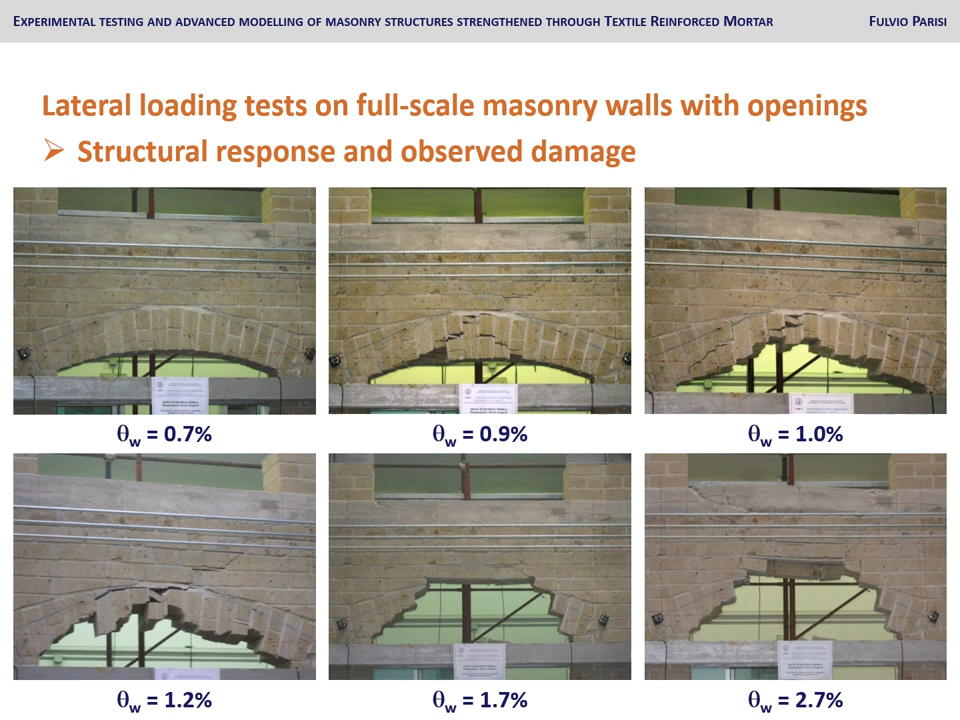 EXPERIMENTAL TESTING AND ADVANCED MODELLING OF MASONRY STRUCTURES STRENGTHENED THROUGH TEXTILE REINFORCED MORTAR FULVIO PARISI
Lateral loading tests on full-scale masonry walls with openings
➢ Structural response and observed damage
θw = 0.7% θw = 0.9% θw = 1.0%
θw = 1.2% θw = 1.7% θw = 2.7%